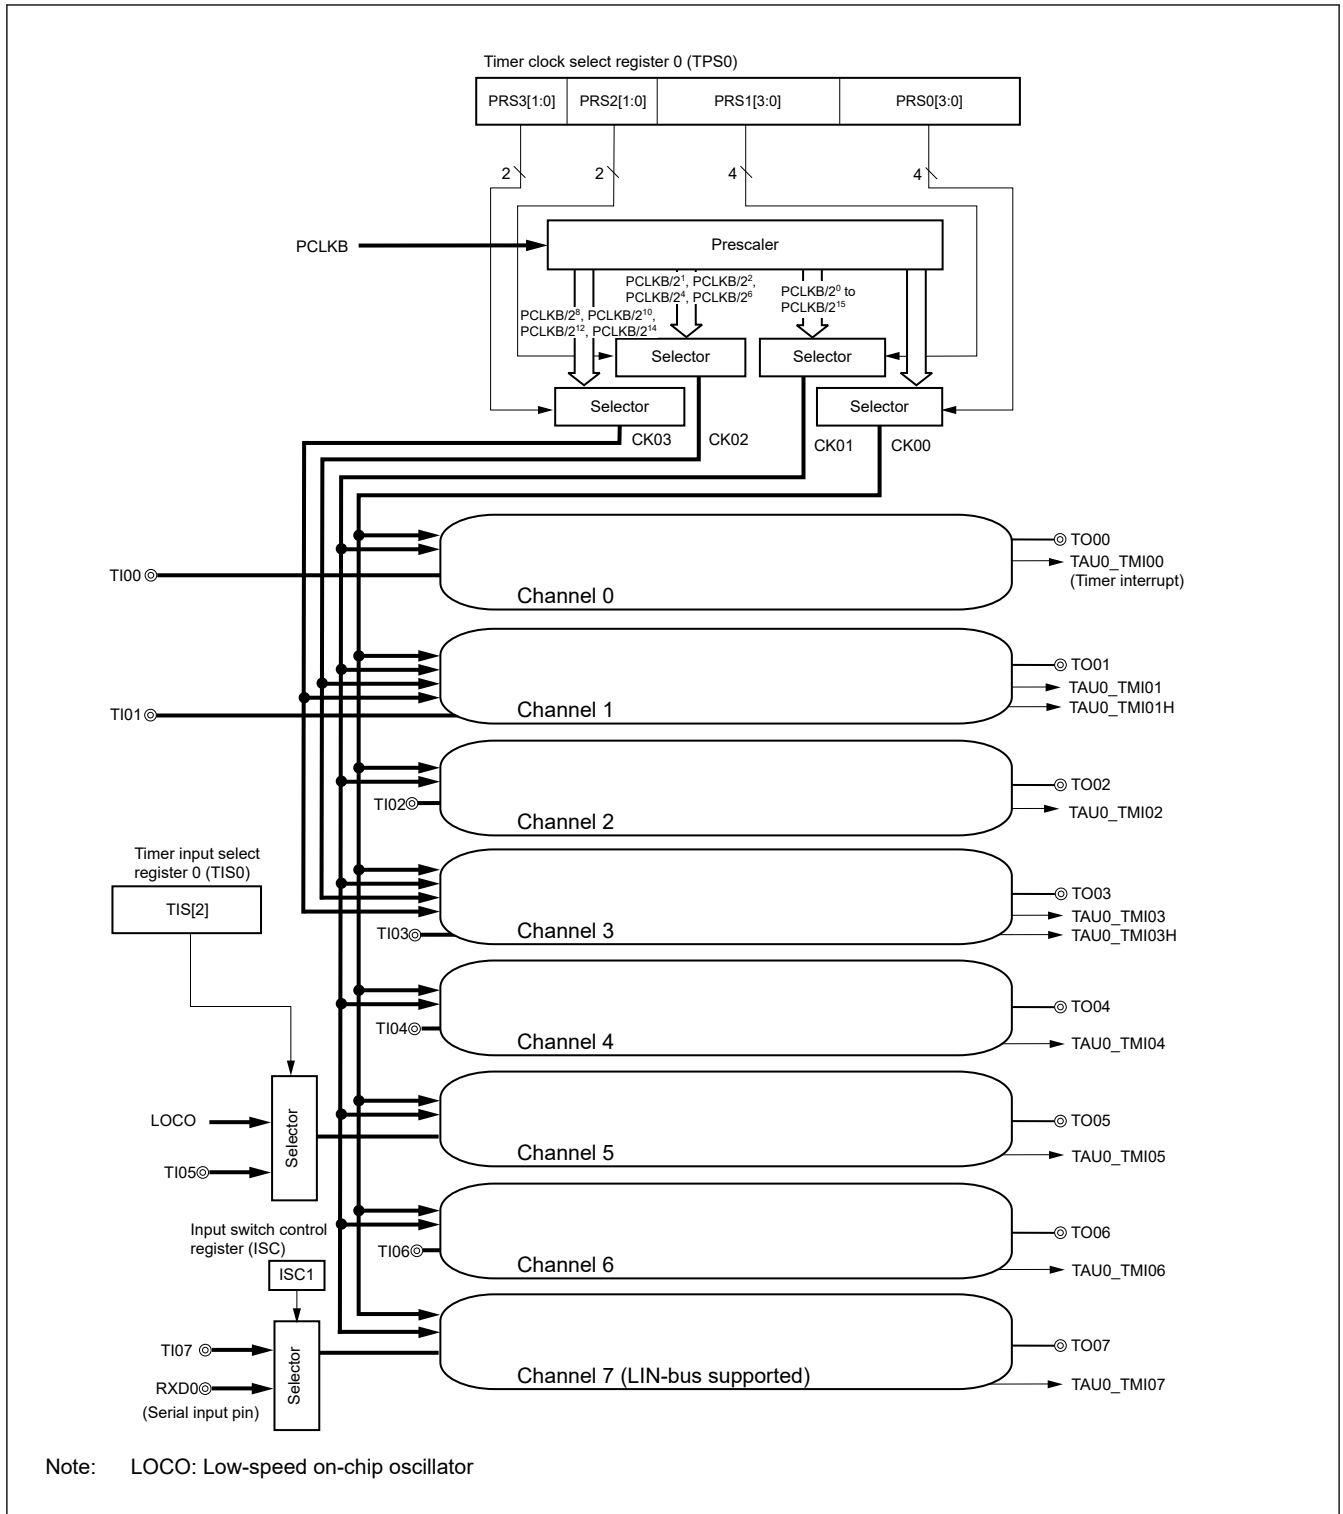 Timer clock select register 0 (TPS0)
PRS3[1:0] PRS2[1:0] PRS1[3:0] PRS0[3:0]
2 2 4 4
PCLKB
Prescaler
PCLKB/2¹, PCLKB/2²,
PCLKB/2⁴, PCLKB/2⁶
PCLKB/2⁰ to
PCLKB/2¹⁵
PCLKB/2⁸, PCLKB/2¹⁰,
PCLKB/2¹², PCLKB/2¹⁴
Selector Selector
Selector Selector
CK03 CK02 CK01 CK00
TI00
Channel 0
TO00
TAU0_TMI00
(Timer interrupt)
TI01
Channel 1
TO01
TAU0_TMI01
TAU0_TMI01H
TI02
Channel 2
TO02
TAU0_TMI02
Timer input select
register 0 (TIS0)
TIS[2]
TI03
Channel 3
TO03
TAU0_TMI03
TAU0_TMI03H
TI04
Channel 4
TO04
TAU0_TMI04
LOCO
TI05
Selector
Channel 5
TO05
TAU0_TMI05
Input switch control
register (ISC)
ISC1
TI06
Channel 6
TO06
TAU0_TMI06
TI07
RXD0
(Serial input pin)
Selector
Channel 7 (LIN-bus supported)
TO07
TAU0_TMI07
Note: LOCO: Low-speed on-chip oscillator